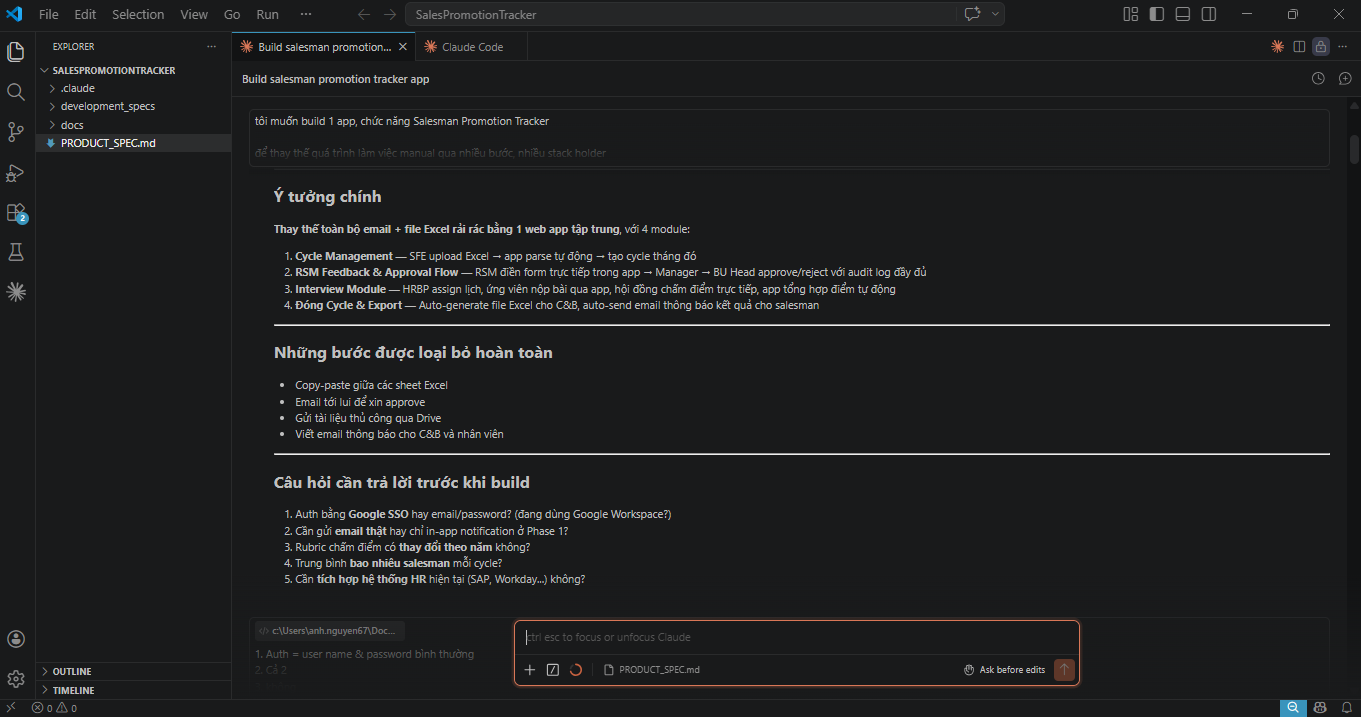 File Edit Selection View Go Run ··· SalesPromotionTracker
EXPLORER ···
SALESPROMOTIONTRACKER
.claude
development_specs
docs
PRODUCT_SPEC.md
2
OUTLINE
TIMELINE
Build salesman promotion...
Claude Code
Build salesman promotion tracker app
tôi muốn build 1 app, chức năng Salesman Promotion Tracker
để thay thế quá trình làm việc manual qua nhiều bước, nhiều stack holder
Ý tưởng chính
Thay thế toàn bộ email + file Excel rải rác bằng 1 web app tập trung, với 4 module:
1. Cycle Management — SFE upload Excel → app parse tự động → tạo cycle tháng đó
2. RSM Feedback & Approval Flow — RSM điền form trực tiếp trong app → Manager → BU Head approve/reject với audit log đầy đủ
3. Interview Module — HRBP assign lịch, ứng viên nộp bài qua app, hội đồng chấm điểm trực tiếp, app tổng hợp điểm tự động
4. Đóng Cycle & Export — Auto-generate file Excel cho C&B, auto-send email thông báo kết quả cho salesman
Những bước được loại bỏ hoàn toàn
• Copy-paste giữa các sheet Excel
• Email tới lui để xin approve
• Gửi tài liệu thủ công qua Drive
• Viết email thông báo cho C&B và nhân viên
Câu hỏi cần trả lời trước khi build
1. Auth bằng Google SSO hay email/password? (đang dùng Google Workspace?)
2. Cần gửi email thật hay chỉ in-app notification ở Phase 1?
3. Rubric chấm điểm có thay đổi theo năm không?
4. Trung bình bao nhiêu salesman mỗi cycle?
5. Cần tích hợp hệ thống HR hiện tại (SAP, Workday...) không?
c:\Users\anh.nguyen67\Doc...
1. Auth = user name & password bình thường
2. Cả 2
ctrl esc to focus or unfocus Claude
PRODUCT_SPEC.md
Ask before edits
0 0